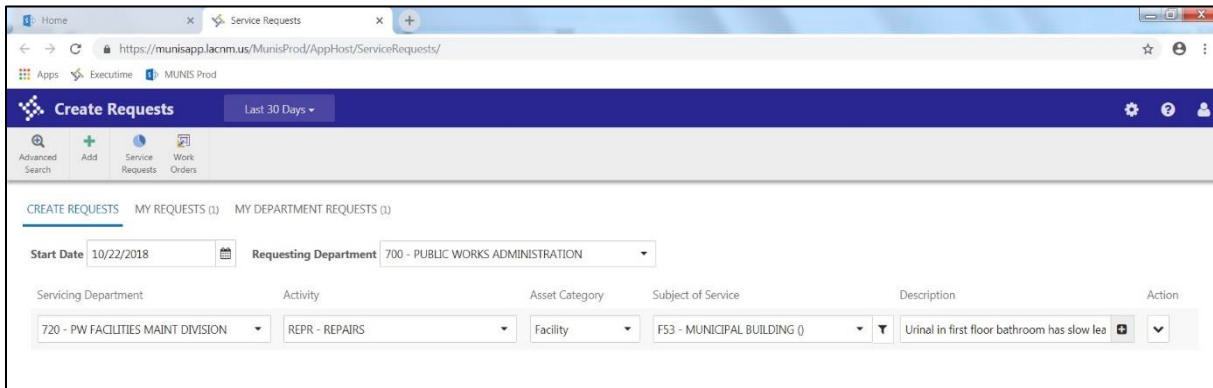 Home
Service Requests
https://munisapp.lacnm.us/MunisProd/AppHost/ServiceRequests/
Apps Executime MUNIS Prod
Create Requests Last 30 Days
Advanced Search Add Service Requests Work Orders
CREATE REQUESTS MY REQUESTS (1) MY DEPARTMENT REQUESTS (1)
Start Date 10/22/2018 Requesting Department 700 - PUBLIC WORKS ADMINISTRATION
Servicing Department Activity Asset Category Subject of Service Description Action
720 - PW FACILITIES MAINT DIVISION REPR - REPAIRS Facility F53 - MUNICIPAL BUILDING () Urinal in first floor bathroom has slow lea